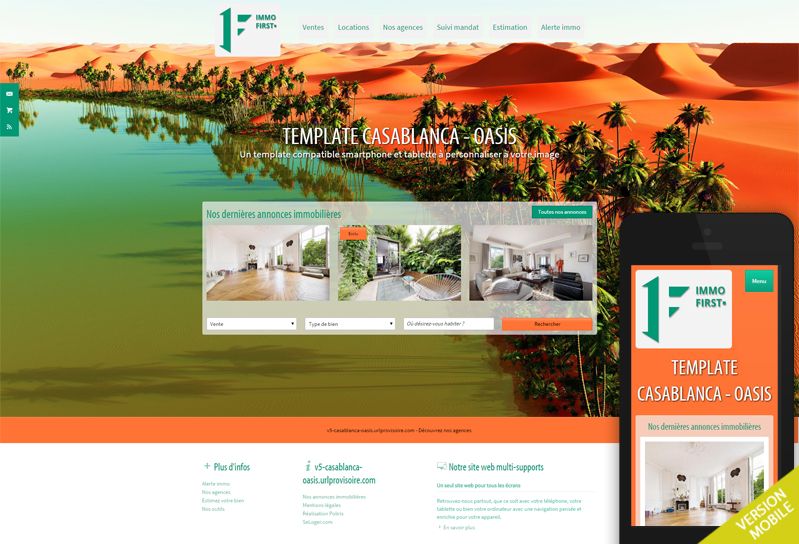 IMMO
FIRST
Ventes
Locations
Nos agences
Suivi mandat
Estimation
Alerte immo
TEMPLATE CASABLANCA - OASIS
Un template compatible smartphone et tablette à personnaliser à votre image
Nos dernières annonces immobilières
Toutes nos annonces
Vente
Type de bien
Où désirez-vous habiter ?
Rechercher
v5-casablanca-oasis.urlprovisoire.com - Découvrez nos agences
Plus d'infos
Alerte immo
Nos agences
Estimez votre bien
Nos outils
v5-casablanca-
oasis.urlprovisoire.com
Nos annonces immobilières
Mentions légales
Réalisation Poliris
SeLoger.com
Notre site web multi-supports
Un seul site web pour tous les écrans
Retrouvez-nous partout, que ce soit avec votre téléphone, votre
tablette ou bien votre ordinateur avec une navigation pensée et
enrichie pour votre appareil.
+ En savoir plus
IMMO
FIRST
Menu
TEMPLATE
CASABLANCA - OASIS
Nos dernières annonces immobilières
VERSION
MOBILE